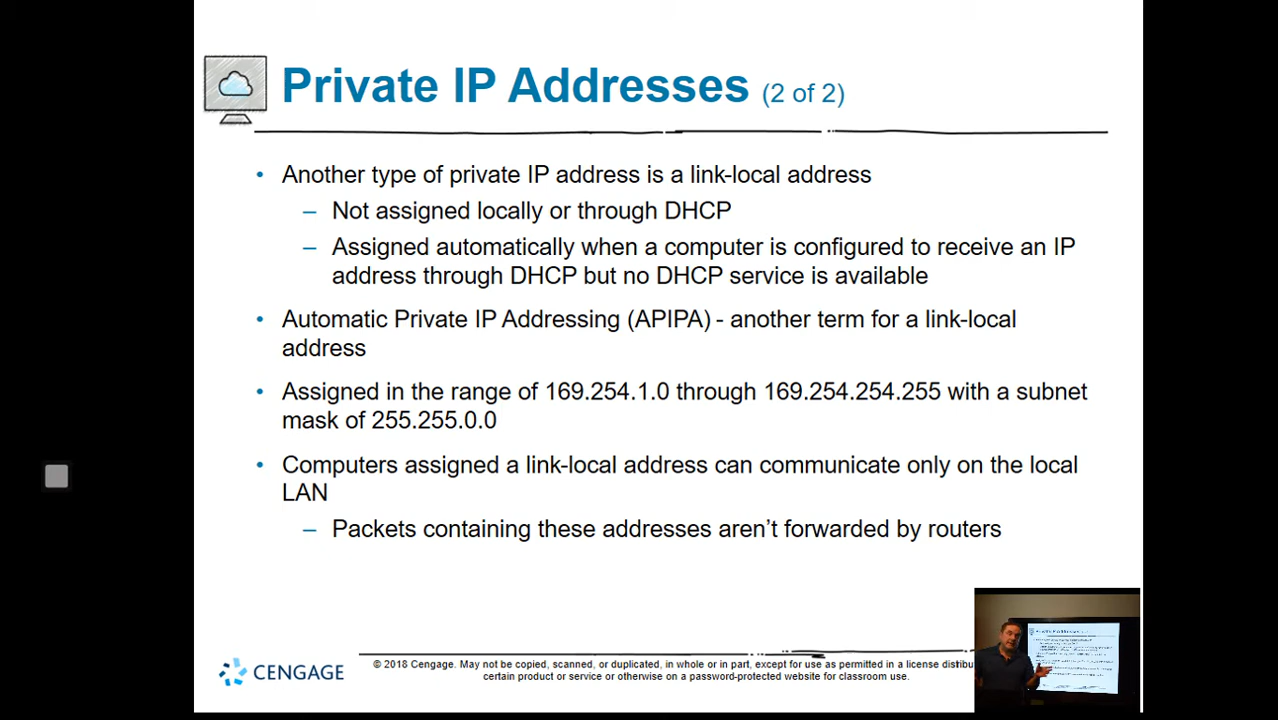 Private IP Addresses (2 of 2)
• Another type of private IP address is a link-local address
– Not assigned locally or through DHCP
– Assigned automatically when a computer is configured to receive an IP
address through DHCP but no DHCP service is available
• Automatic Private IP Addressing (APIPA) - another term for a link-local
address
• Assigned in the range of 169.254.1.0 through 169.254.254.255 with a subnet
mask of 255.255.0.0
• Computers assigned a link-local address can communicate only on the local
LAN
– Packets containing these addresses aren’t forwarded by routers
CENGAGE
© 2018 Cengage. May not be copied, scanned, or duplicated, in whole or in part, except for use as permitted in a license
certain product or service or otherwise on a password-protected website for classroom use.